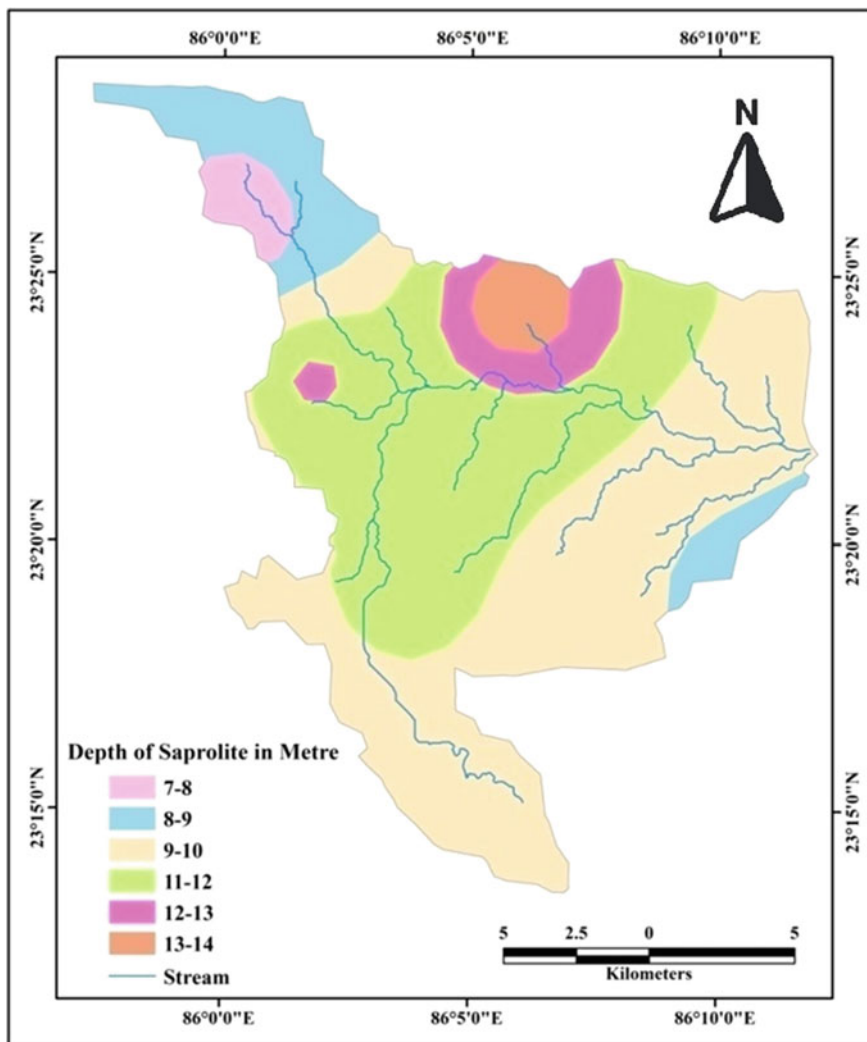 86°0'0"E 86°5'0"E 86°10'0"E
N
23°25'0"N 23°25'0"N
23°20'0"N 23°20'0"N
23°15'0"N 23°15'0"N
Depth of Saprolite in Metre
7-8
8-9
9-10
11-12
12-13
13-14
Stream
5 2.5 0 5
Kilometers
86°0'0"E 86°5'0"E 86°10'0"E